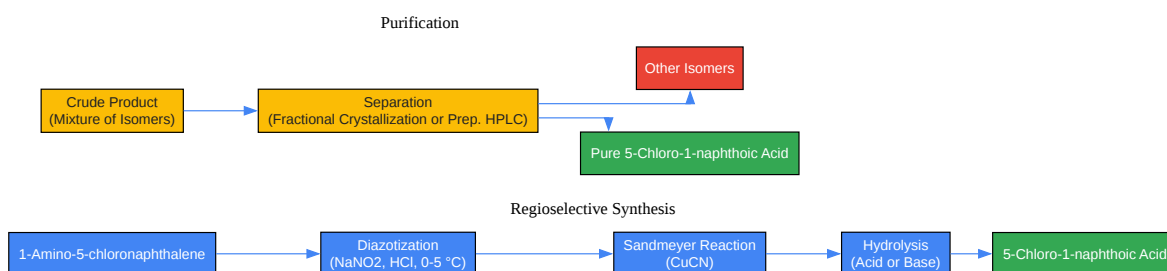 Purification
Other Isomers
Crude Product
(Mixture of Isomers)
Separation
(Fractional Crystallization or Prep. HPLC)
Pure 5-Chloro-1-naphthoic Acid
Regioselective Synthesis
1-Amino-5-chloronaphthalene
Diazotization
(NaNO2, HCl, 0-5 °C)
Sandmeyer Reaction
(CuCN)
Hydrolysis
(Acid or Base)
5-Chloro-1-naphthoic Acid